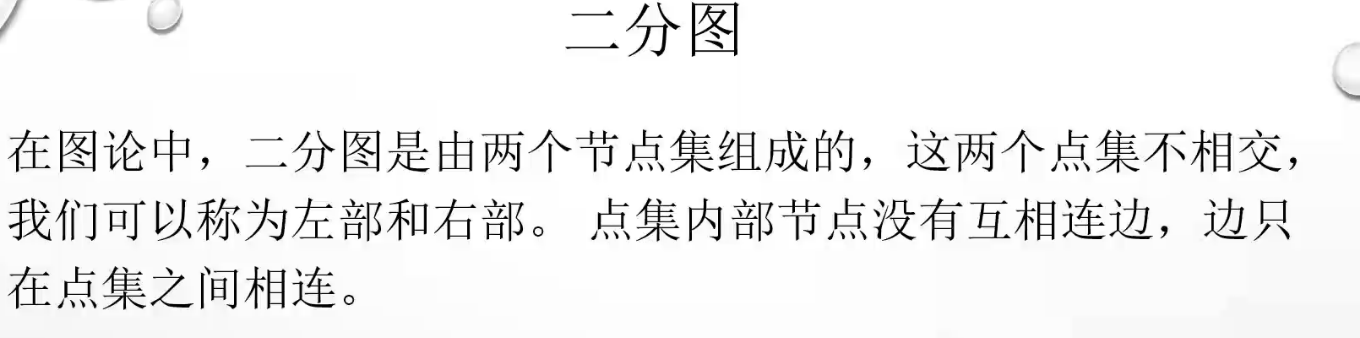 二分图
在图论中，二分图是由两个节点集组成的，这两个点集不相交，
我们可以称为左部和右部。 点集内部节点没有互相连边，边只
在点集之间相连。